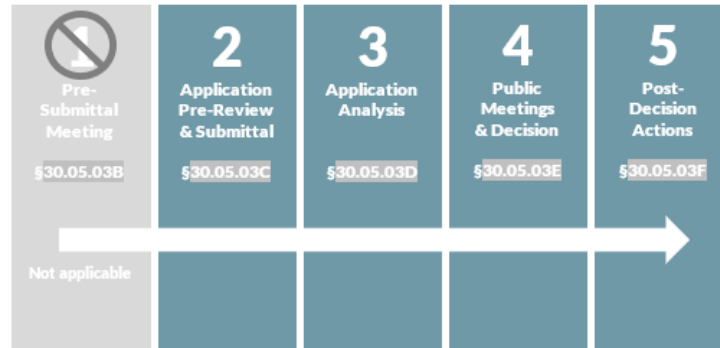 1
Pre-
Submittal
Meeting
§30.05.03B
Not applicable
2
Application
Pre-Review
& Submittal
§30.05.03C
3
Application
Analysis
§30.05.03D
4
Public
Meetings
& Decision
§30.05.03E
5
Post-
Decision
Actions
§30.05.03F